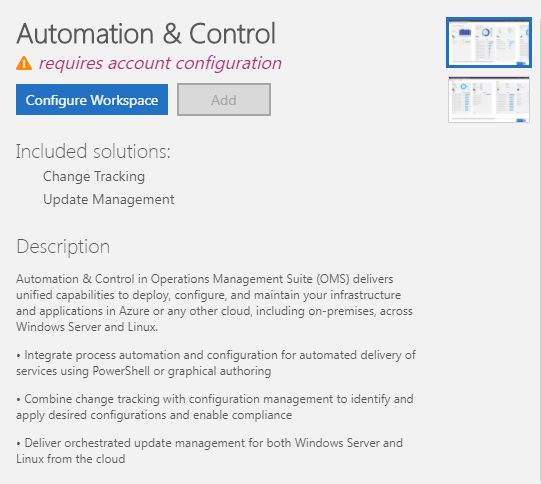 Automation & Control
requires account configuration
Configure Workspace
Add
Included solutions:
Change Tracking
Update Management
Description
Automation & Control in Operations Management Suite (OMS) delivers
unified capabilities to deploy, configure, and maintain your infrastructure
and applications in Azure or any other cloud, including on-premises, across
Windows Server and Linux.
• Integrate process automation and configuration for automated delivery of
services using PowerShell or graphical authoring
• Combine change tracking with configuration management to identify and
apply desired configurations and enable compliance
• Deliver orchestrated update management for both Windows Server and
Linux from the cloud